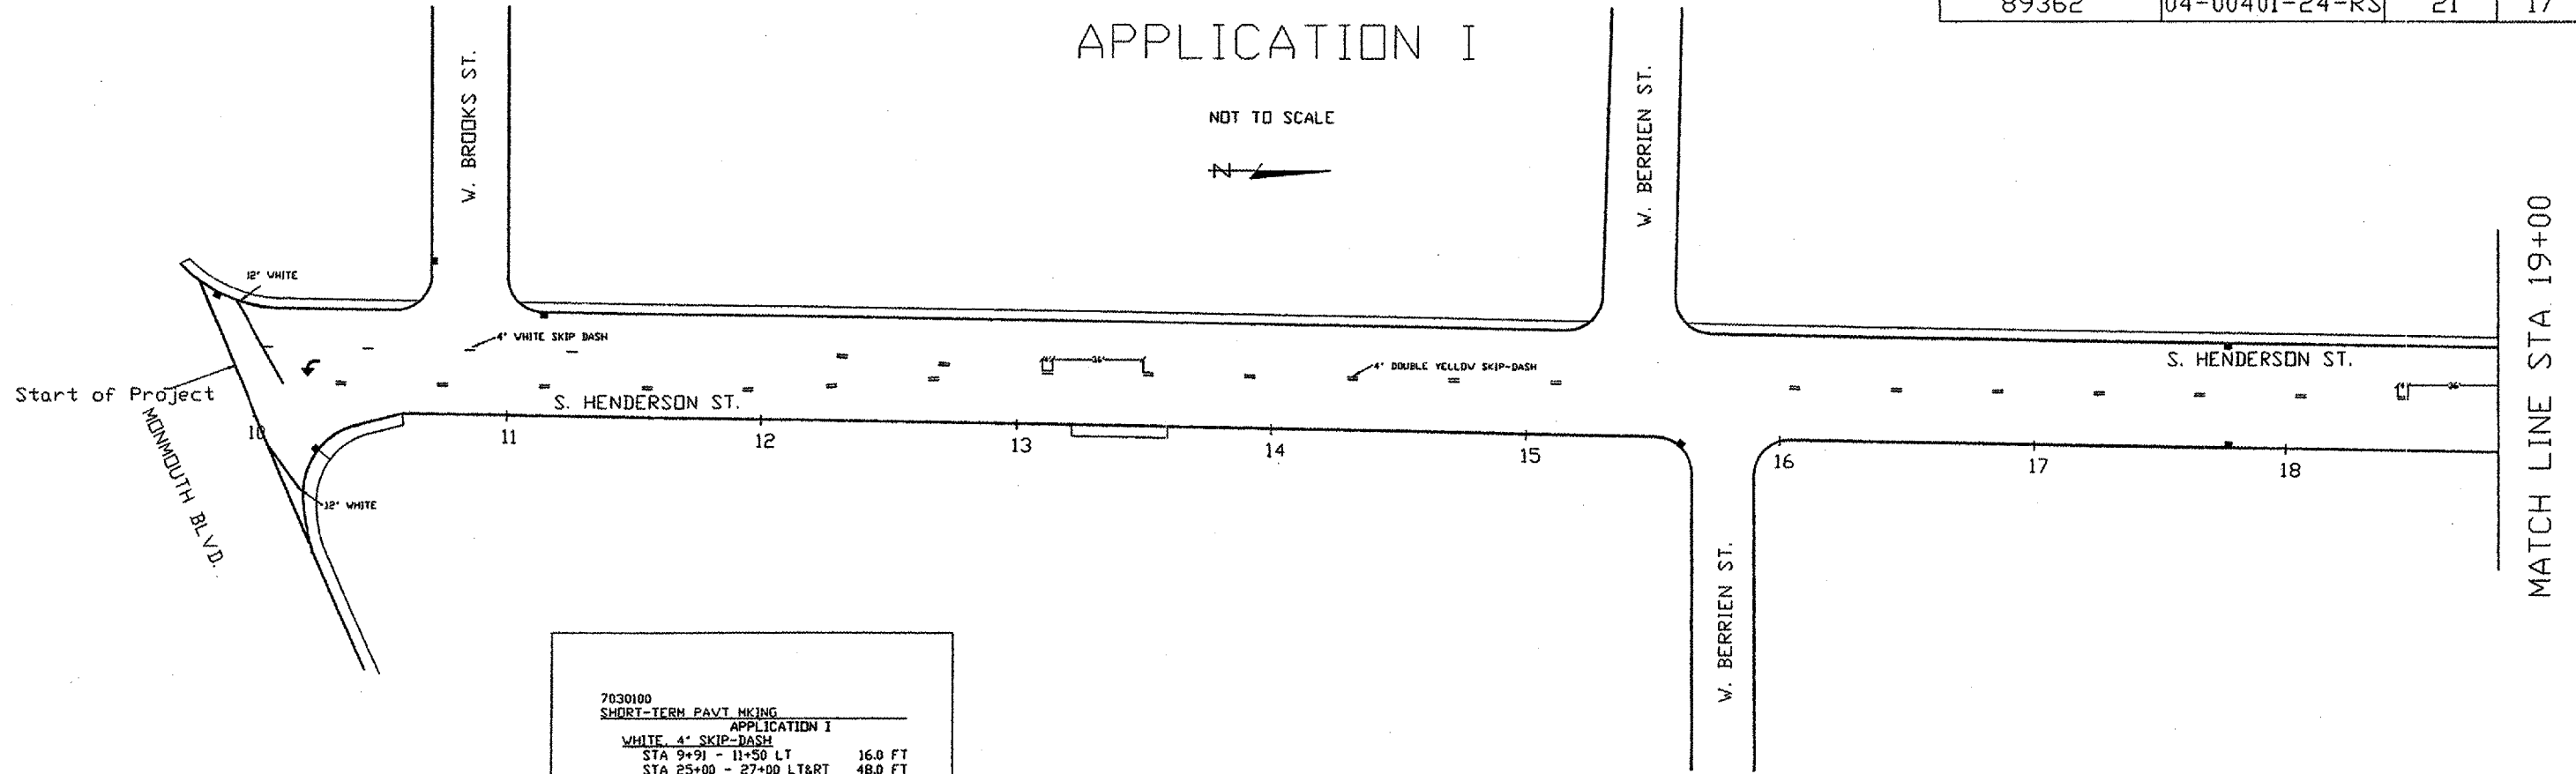 89362 04-00401-24-RS 21 17
APPLICATION I
NOT TO SCALE
N
W. BROOKS ST.
W. BERRIEN ST.
MATCH LINE STA 19+00
12" WHITE
4" WHITE SKIP DASH
4'
36'
4" DOUBLE YELLOW SKIP-DASH
S. HENDERSON ST.
4'
36'
Start of Project
S. HENDERSON ST.
MONMOUTH BLVD.
10 11 12 13 14 15 16 17 18
12" WHITE
W. BERRIEN ST.
7030100
SHORT-TERM PAVT MKING
APPLICATION I
WHITE, 4" SKIP-DASH
STA 9+91 - 11+50 LT 16.0 FT
STA 25+00 - 27+00 LT&RT 48.0 FT